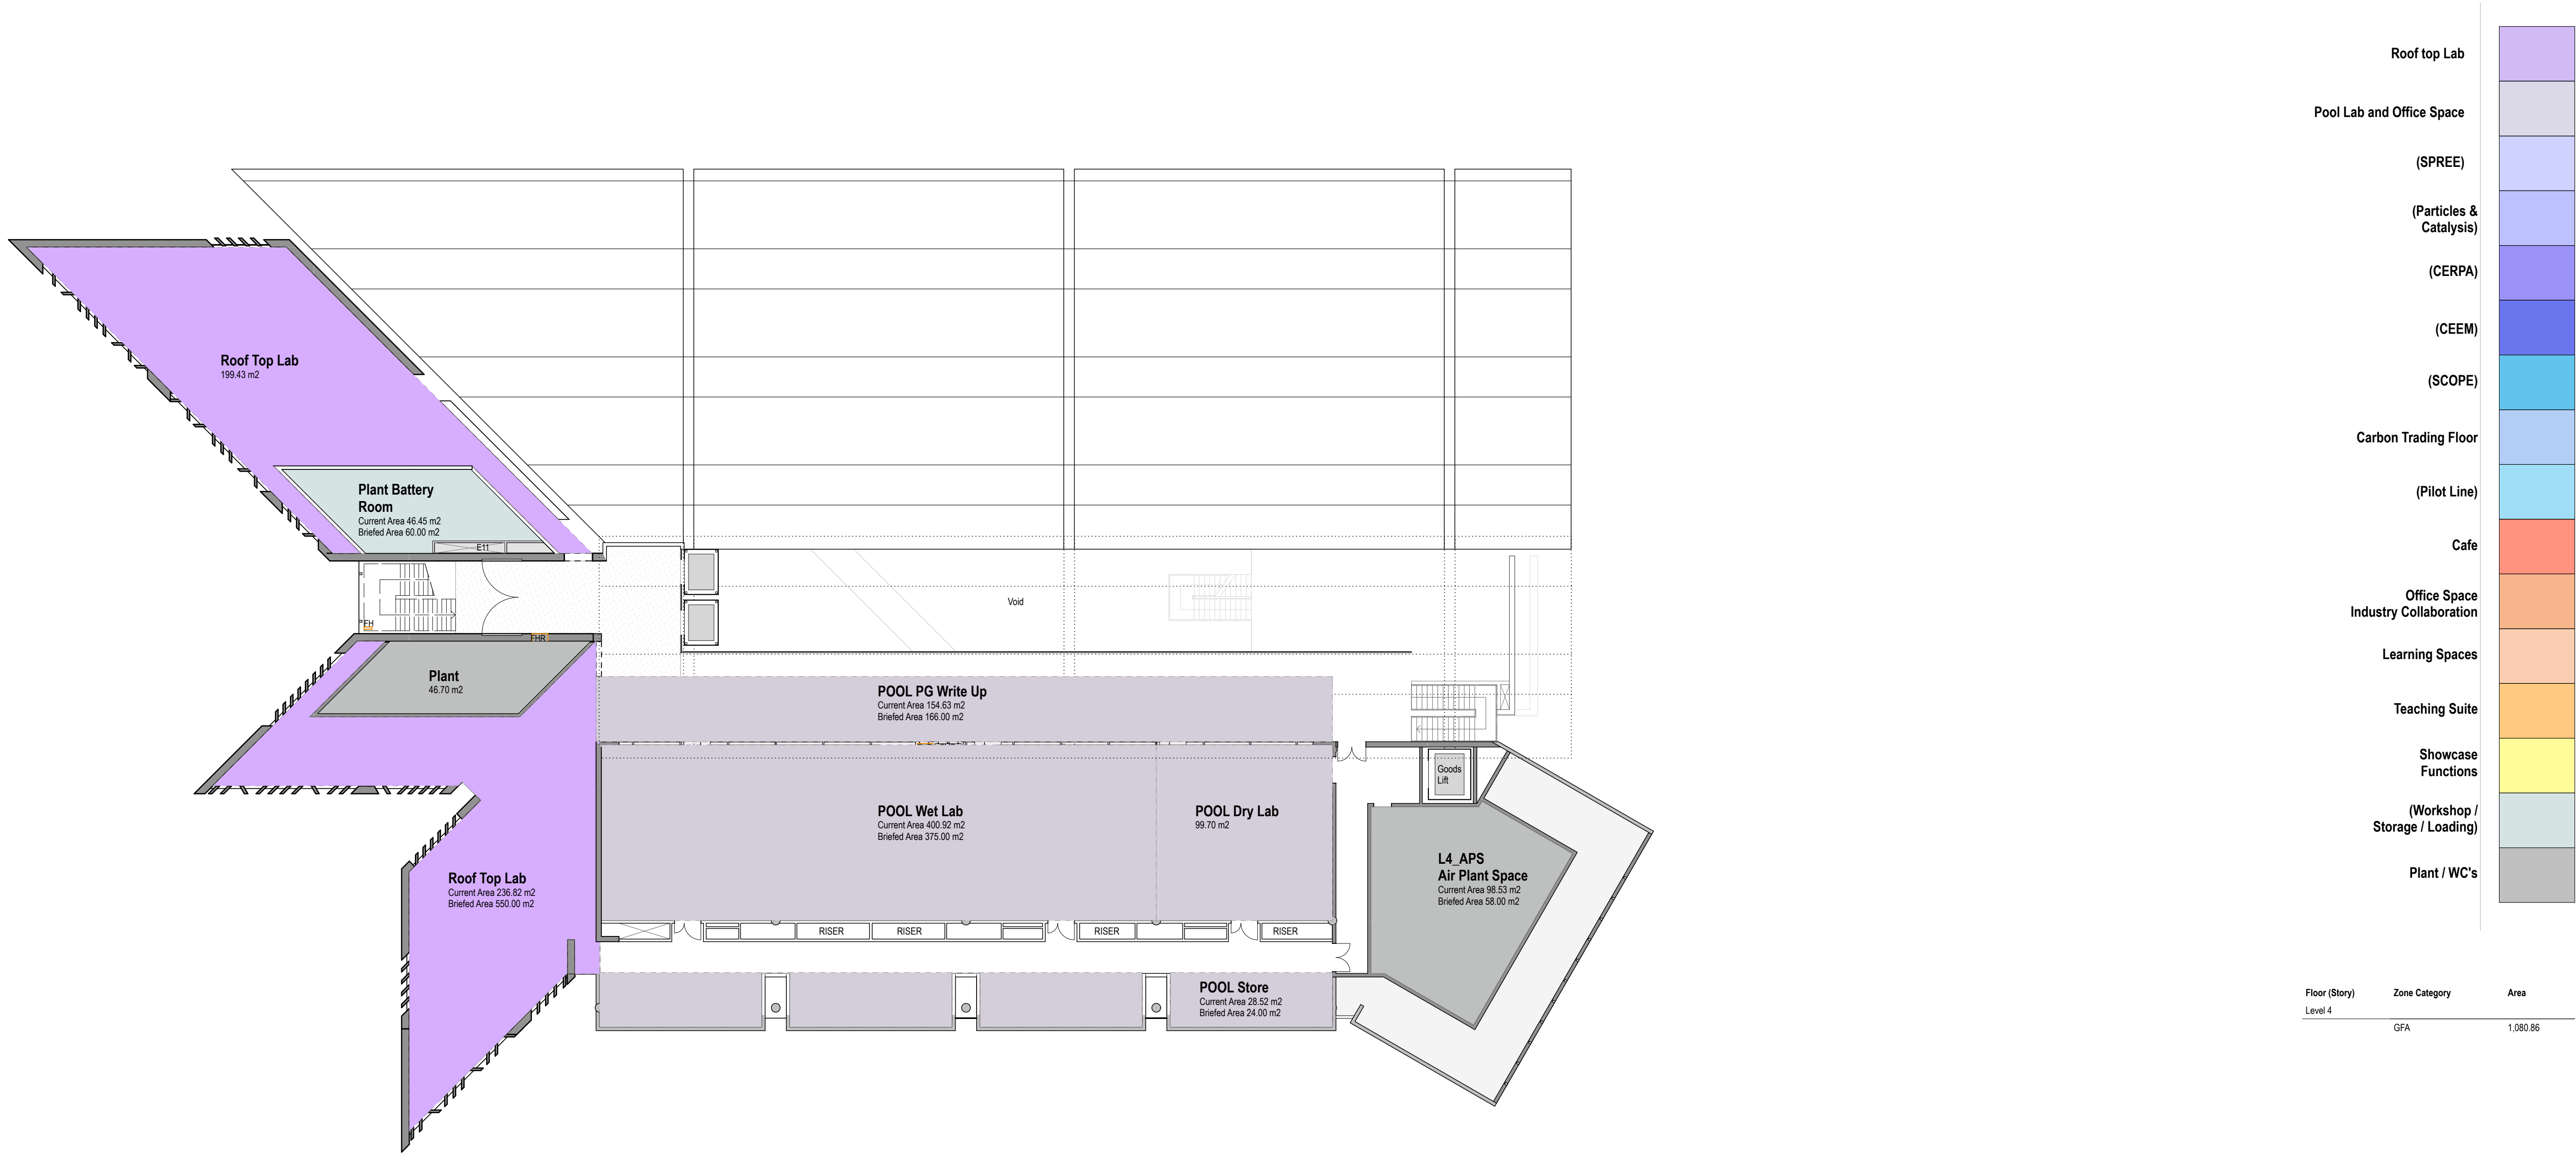 Roof Top Lab
199.43 m2
Plant Battery
Room
Current Area 46.45 m2
Briefed Area 60.00 m2
E11
FH
FHR
Void
Plant
46.70 m2
POOL PG Write Up
Current Area 154.63 m2
Briefed Area 166.00 m2
Goods
Lift
POOL Wet Lab
Current Area 400.92 m2
Briefed Area 375.00 m2
POOL Dry Lab
99.70 m2
L4_APS
Air Plant Space
Current Area 98.53 m2
Briefed Area 58.00 m2
Roof Top Lab
Current Area 236.82 m2
Briefed Area 550.00 m2
RISER
RISER
RISER
RISER
POOL Store
Current Area 28.52 m2
Briefed Area 24.00 m2
Roof top Lab
Pool Lab and Office Space
(SPREE)
(Particles &
Catalysis)
(CERPA)
(CEEM)
(SCOPE)
Carbon Trading Floor
(Pilot Line)
Cafe
Office Space
Industry Collaboration
Learning Spaces
Teaching Suite
Showcase
Functions
(Workshop /
Storage / Loading)
Plant / WC's
Floor (Story) Zone Category Area
Level 4
GFA 1,080.86